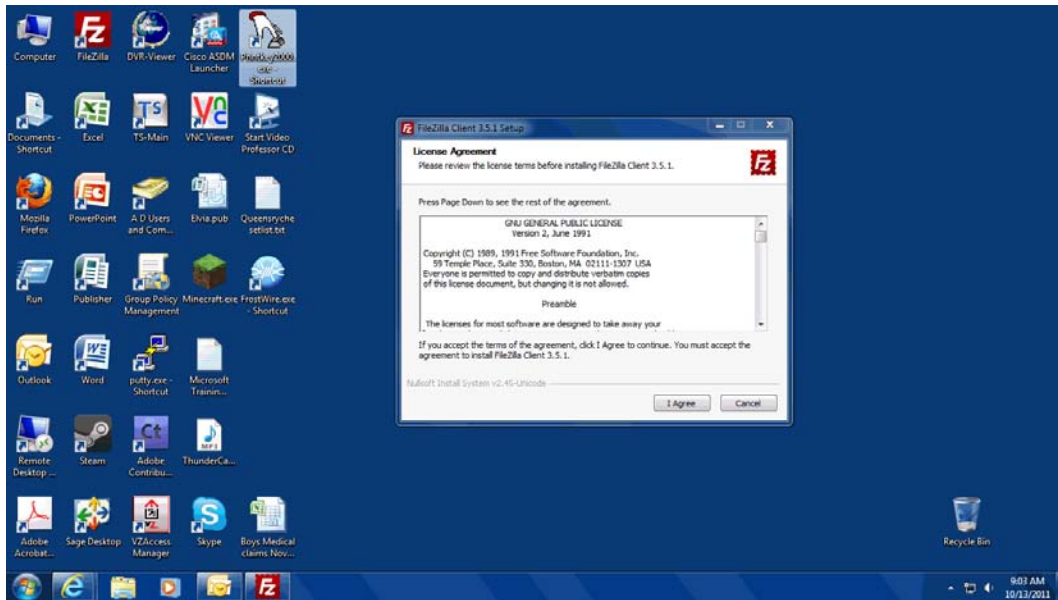 Computer
FileZilla
DVR-Viewer
Cisco ASDM
Launcher
Printkey2000
.exe -
Shortcut
Documents -
Shortcut
Excel
TS-Main
VNC Viewer
Start Video
Professor CD
Mozilla
Firefox
PowerPoint
A D Users
and Com...
Elvia.pub
Queensryche
setlist.txt
Run
Publisher
Group Policy
Management
Minecraft.exe
FrostWire.exe
- Shortcut
Outlook
Word
putty.exe -
Shortcut
Microsoft
Trainin...
Remote
Desktop ...
Steam
Adobe
Contribu...
ThunderCa...
Adobe
Acrobat...
Sage Desktop
VZAccess
Manager
Skype
Boys Medical
claims Nov...
FileZilla Client 3.5.1 Setup
License Agreement
Please review the license terms before installing FileZilla Client 3.5.1.
Press Page Down to see the rest of the agreement.
GNU GENERAL PUBLIC LICENSE
Version 2, June 1991
Copyright (C) 1989, 1991 Free Software Foundation, Inc.
59 Temple Place, Suite 330, Boston, MA 02111-1307 USA
Everyone is permitted to copy and distribute verbatim copies
of this license document, but changing it is not allowed.
Preamble
The licenses for most software are designed to take away your
If you accept the terms of the agreement, click I Agree to continue. You must accept the
agreement to install FileZilla Client 3.5.1.
Nullsoft Install System v2.45-Unicode
I Agree
Cancel
Recycle Bin
9:03 AM
10/13/2011